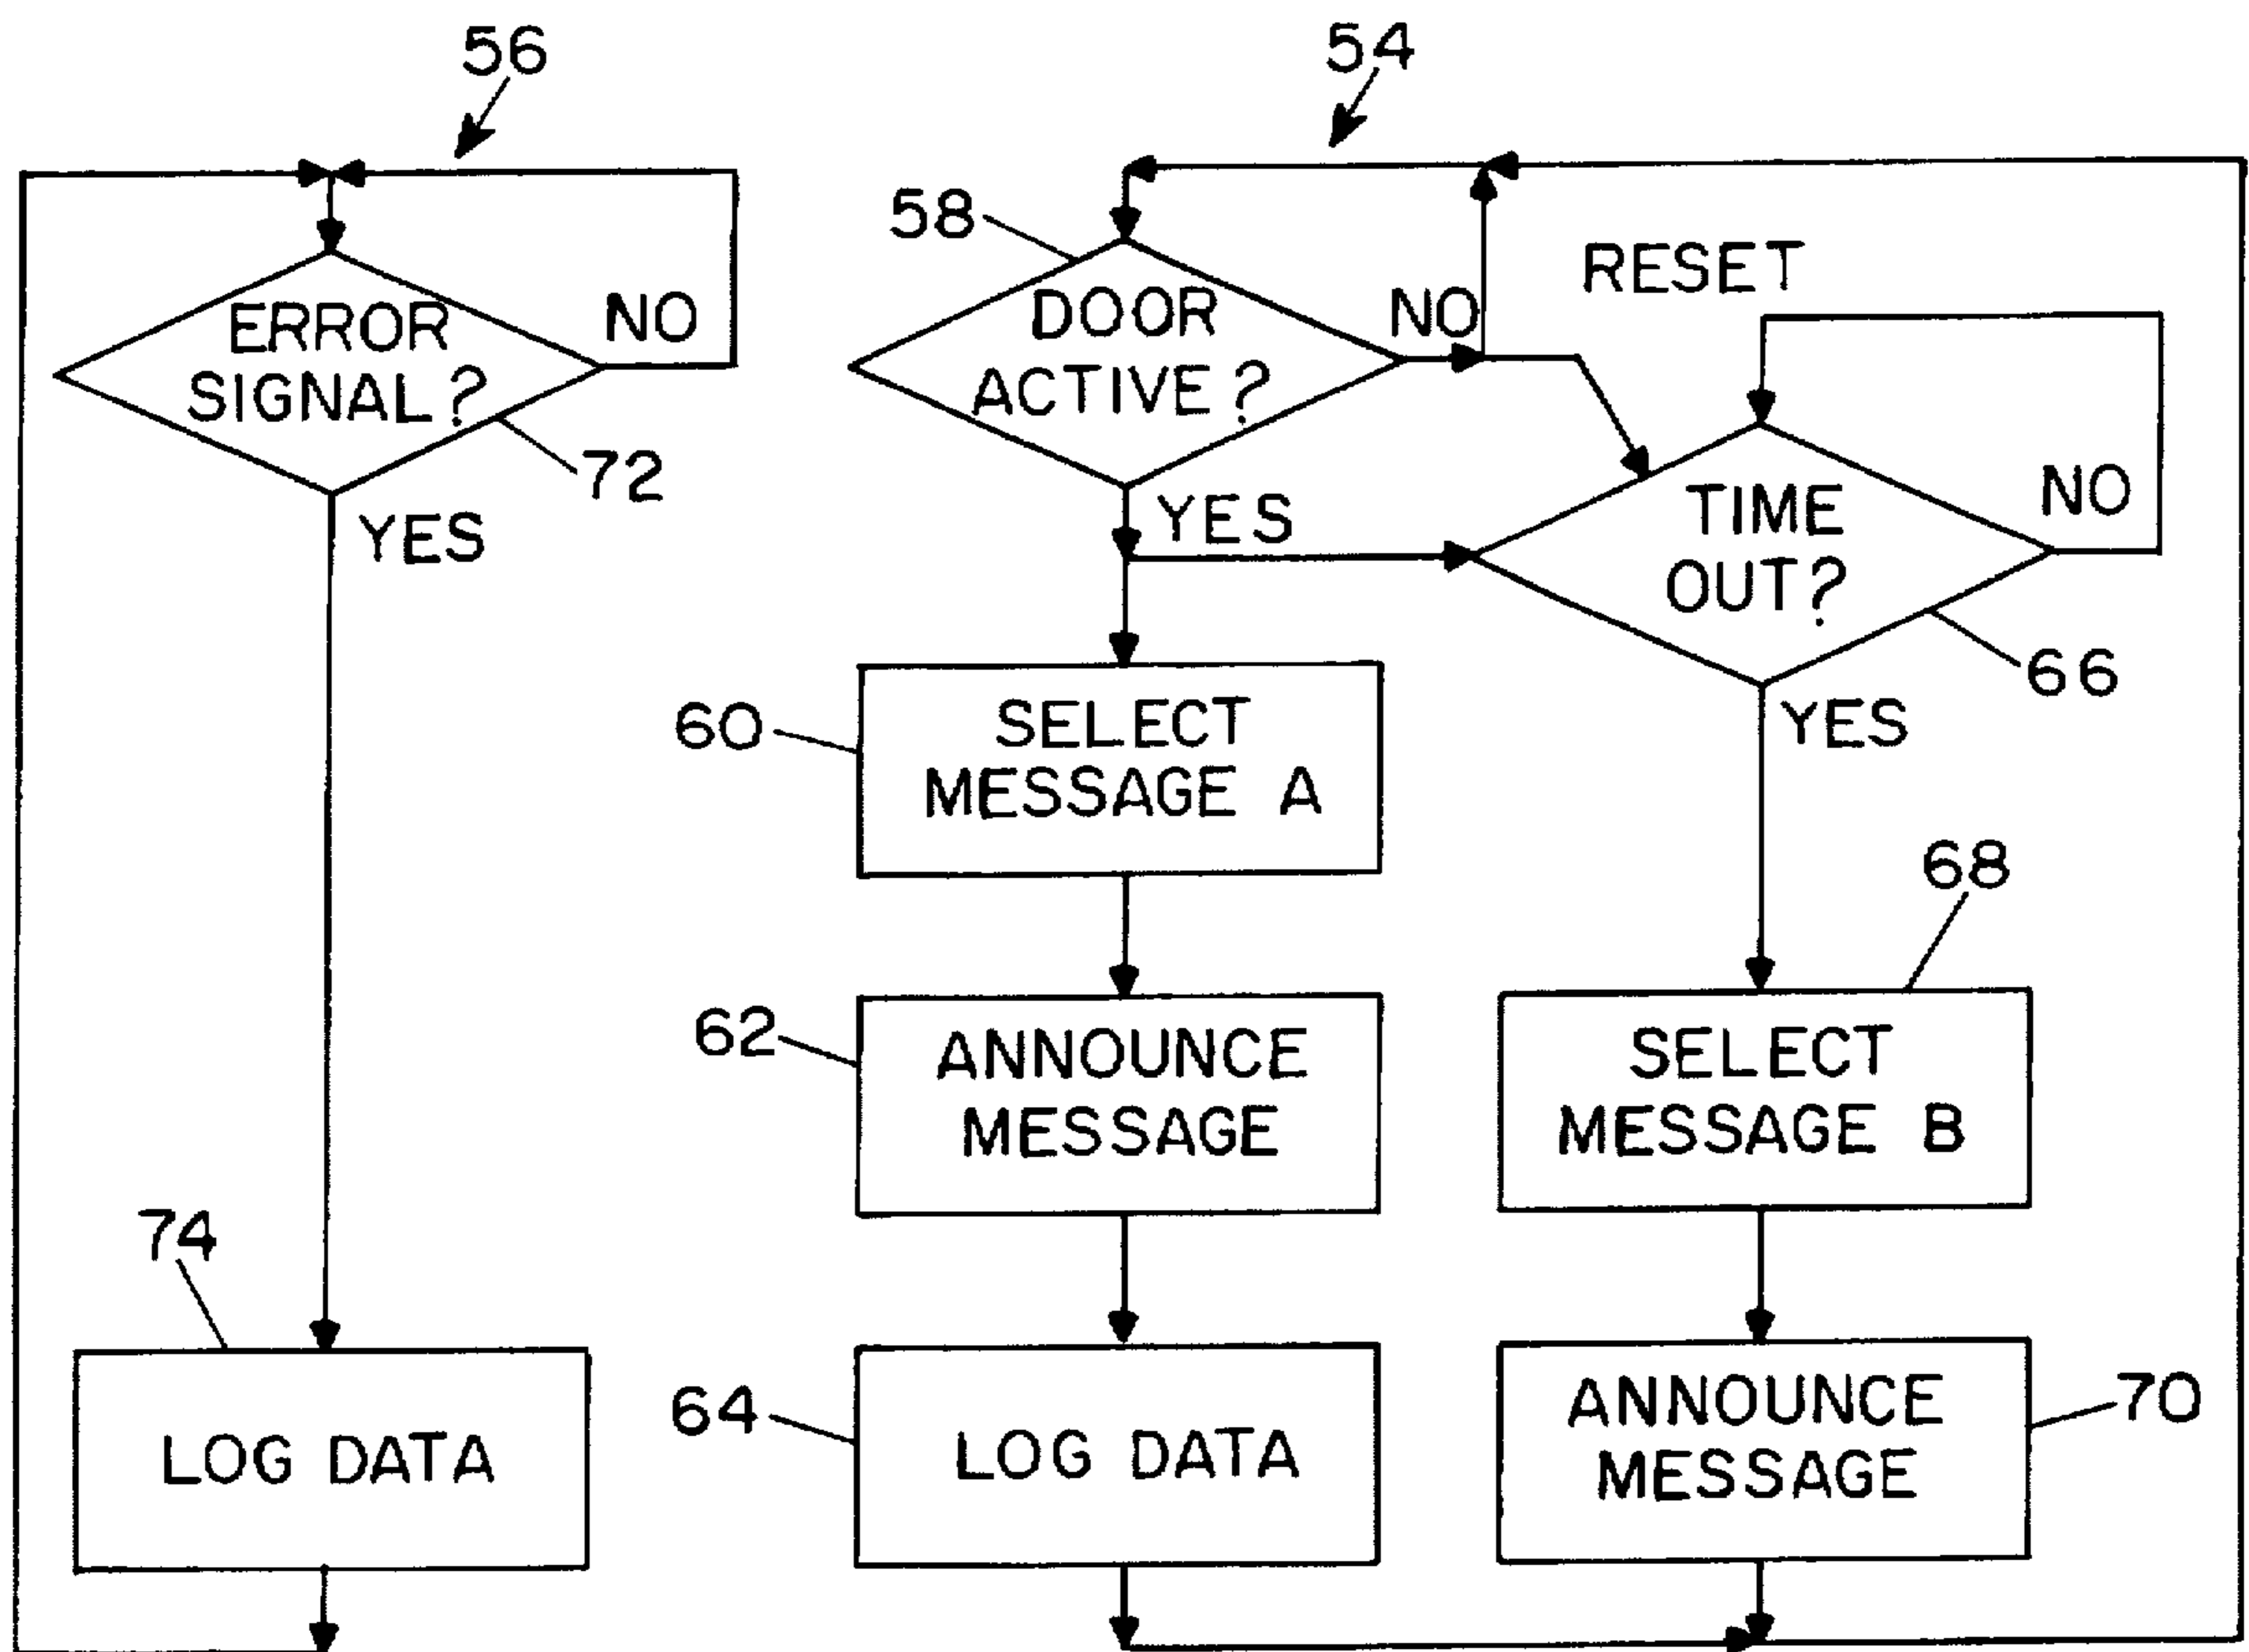 56
54
58
ERROR
SIGNAL?
NO
72
YES
DOOR
ACTIVE?
NO
RESET
YES
TIME
OUT?
NO
66
YES
60
SELECT
MESSAGE A
62
ANNOUNCE
MESSAGE
68
SELECT
MESSAGE B
74
LOG DATA
64
LOG DATA
ANNOUNCE
MESSAGE
70